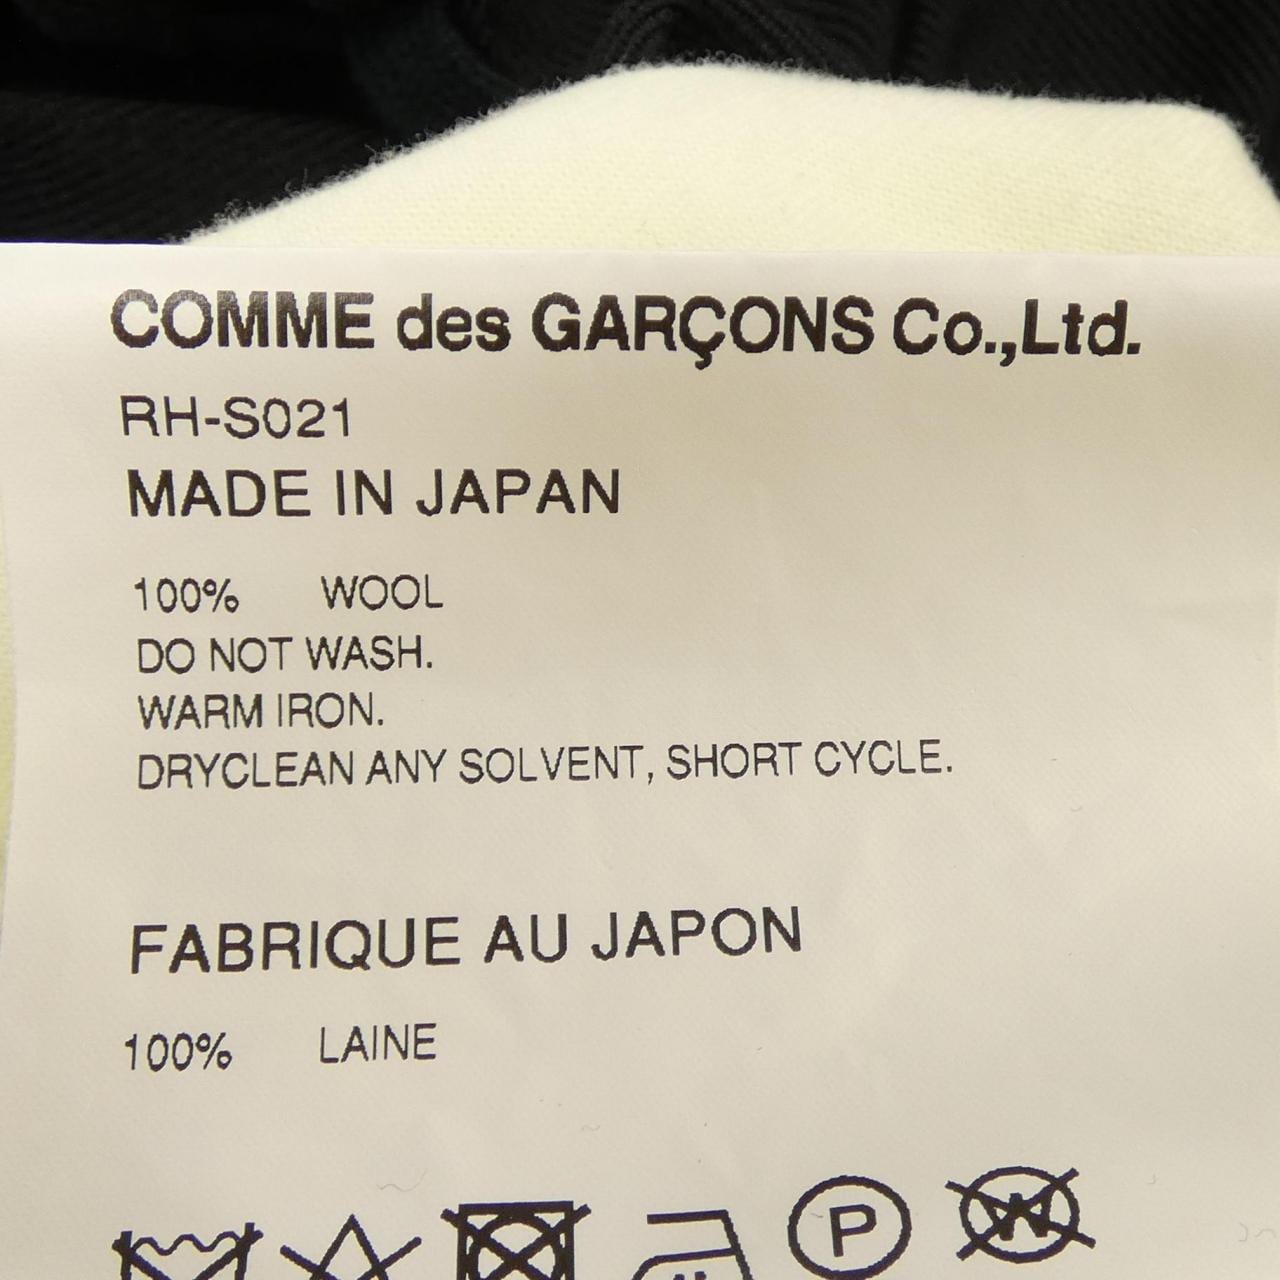 COMME des GARÇONS Co.,Ltd.
RH-S021
MADE IN JAPAN
100% WOOL
DO NOT WASH.
WARM IRON.
DRYCLEAN ANY SOLVENT, SHORT CYCLE.
FABRIQUE AU JAPON
100% LAINE
P W